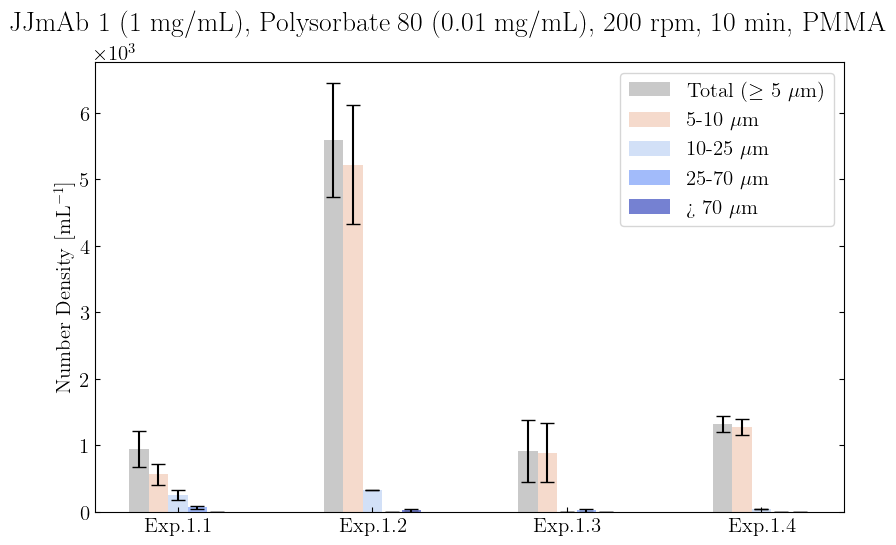 JJmAb 1 (1 mg/mL), Polysorbate 80 (0.01 mg/mL), 200 rpm, 10 min, PMMA
×10³
Total (≥ 5 μm)
5-10 μm
10-25 μm
25-70 μm
¿ 70 μm
Number Density [mL⁻¹]
6
5
4
3
2
1
0
Exp.1.1 Exp.1.2 Exp.1.3 Exp.1.4